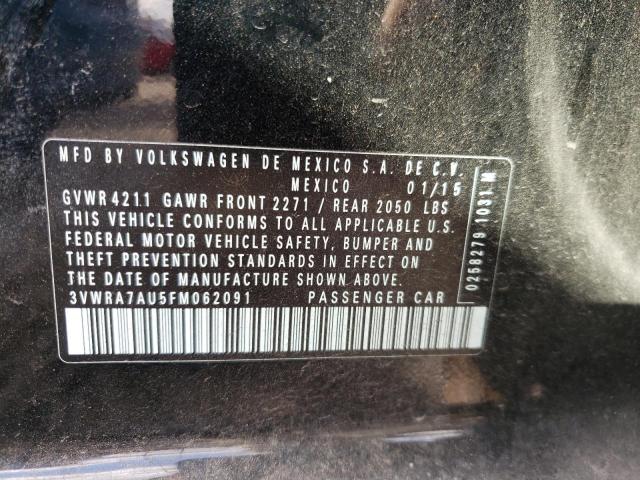 MFD BY VOLKSWAGEN DE MEXICO S.A. DE C.V.
MEXICO 01/15
GVWR 4211 GAWR FRONT 2271 / REAR 2050 LBS
THIS VEHICLE CONFORMS TO ALL APPLICABLE U.S.
FEDERAL MOTOR VEHICLE SAFETY, BUMPER AND
THEFT PREVENTION STANDARDS IN EFFECT ON
THE DATE OF MANUFACTURE SHOWN ABOVE.
3VWRA7AU5FM062091 PASSENGER CAR
0258279 1031 M